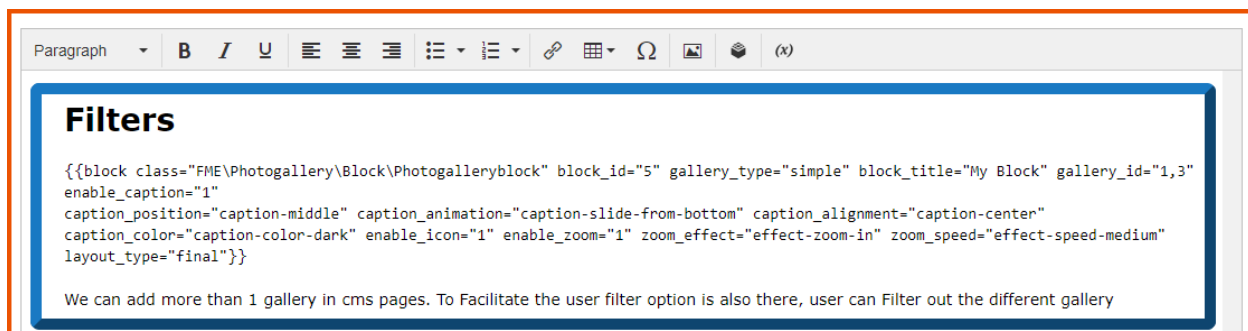 Paragraph B I U Ω (x)
Filters
{{block class="FME\Photogallery\Block\Photogalleryblock" block_id="5" gallery_type="simple" block_title="My Block" gallery_id="1,3"
enable_caption="1"
caption_position="caption-middle" caption_animation="caption-slide-from-bottom" caption_alignment="caption-center"
caption_color="caption-color-dark" enable_icon="1" enable_zoom="1" zoom_effect="effect-zoom-in" zoom_speed="effect-speed-medium"
layout_type="final"}}
We can add more than 1 gallery in cms pages. To Facilitate the user filter option is also there, user can Filter out the different gallery